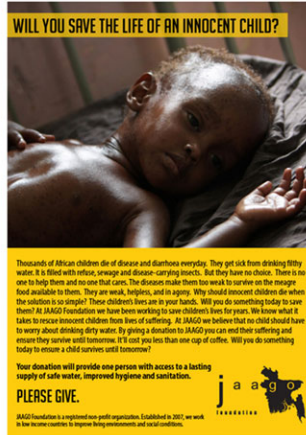 WILL YOU SAVE THE LIFE OF AN INNOCENT CHILD?
Thousands of African children die of disease and diarrhoea everyday. They get sick from drinking filthy
water. It is filled with refuse, sewage and disease-carrying insects. But they have no choice. There is no
one to help them and no one that cares. The diseases make them too weak to survive on the meagre
food available to them. They are weak, helpless, and in agony. Why should innocent children die when
the solution is so simple? These children's lives are in your hands. Will you do something today to save
them? At JAAGO Foundation we have been working to save children's lives for years. We know what it
takes to rescue innocent children from lives of suffering. At JAAGO we believe that no child should have
to worry about drinking dirty water. By giving a donation to JAAGO you can end their suffering and
ensure they survive until tomorrow. It'll cost you less than one cup of coffee. Will you do something
today to ensure a child survives until tomorrow?
Your donation will provide one person with access to a lasting
supply of safe water, improved hygiene and sanitation.
PLEASE GIVE.
jaago
foundation
JAAGO Foundation is a registered non-profit organization. Established in 2007, we work
in low income countries to improve living environments and social conditions.